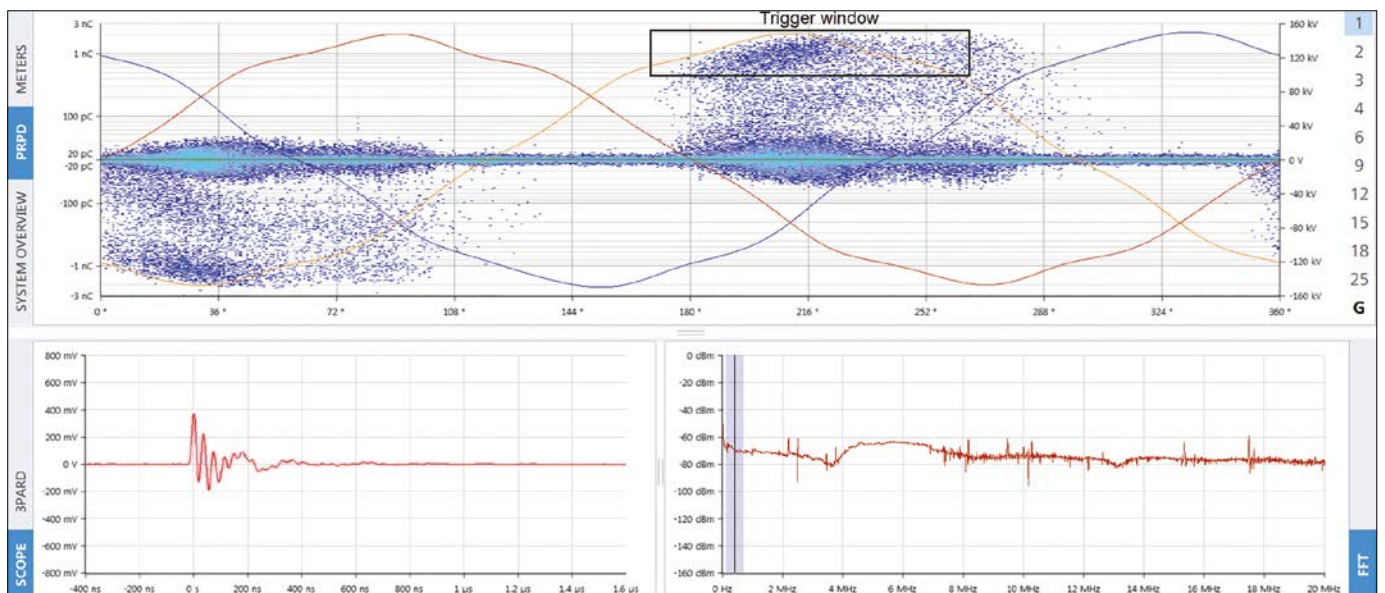 Trigger window
METERS
PRPD
SYSTEM OVERVIEW
3 nC
1 nC
100 pC
20 pC
-20 pC
-100 pC
-1 nC
-3 nC
160 kV
120 kV
80 kV
40 kV
0 V
-40 kV
-80 kV
-120 kV
-160 kV
0 ° 36 ° 72 ° 108 ° 144 ° 180 ° 216 ° 252 ° 288 ° 324 ° 360 °
1
2
3
4
6
9
12
15
18
25
G
3PARD
SCOPE
800 mV
600 mV
400 mV
200 mV
0 V
-200 mV
-400 mV
-600 mV
-800 mV
-400 ns -200 ns 0 s 200 ns 400 ns 600 ns 800 ns 1 µs 1.2 µs 1.4 µs 1.6 µs
0 dBm
-20 dBm
-40 dBm
-60 dBm
-80 dBm
-100 dBm
-120 dBm
-140 dBm
-160 dBm
0 Hz 2 MHz 4 MHz 6 MHz 8 MHz 10 MHz 12 MHz 14 MHz 16 MHz 18 MHz 20 MHz
FFT